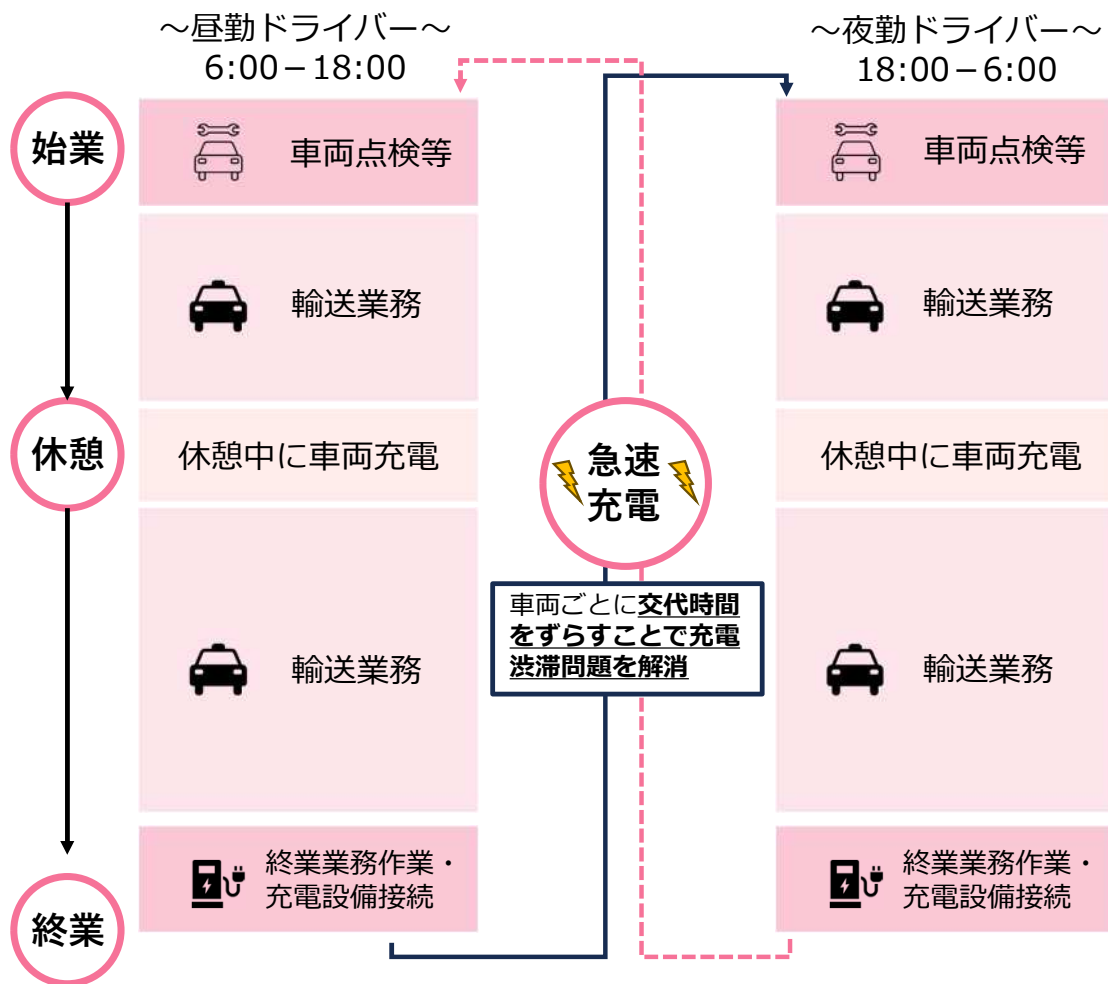 ～昼勤ドライバー～
6:00－18:00
～夜勤ドライバー～
18:00－6:00
始業
車両点検等
車両点検等
輸送業務
輸送業務
休憩
休憩中に車両充電
急速
充電
休憩中に車両充電
車両ごとに交代時間
をずらすことで充電
渋滞問題を解消
輸送業務
輸送業務
終業
終業業務作業・
充電設備接続
終業業務作業・
充電設備接続